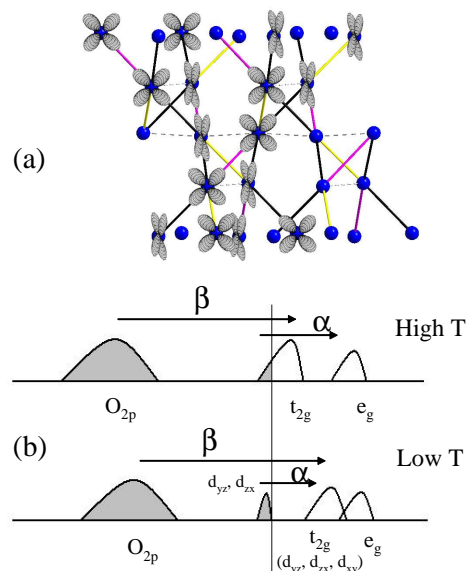 (a)
β
α
High T
O2p
t2g
eg
(b)
β
Low T
dyz, dzx
α
O2p
t2g
eg
(dyz, dzx, dxy)